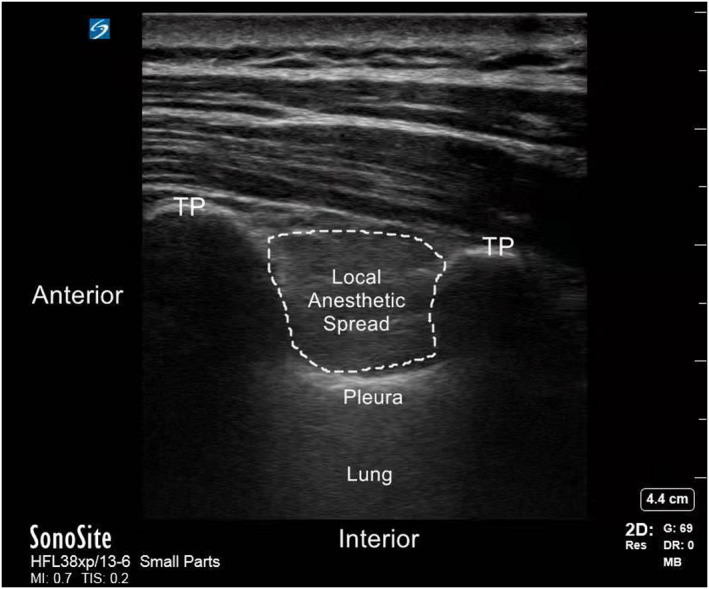 TP
TP
Local
Anesthetic
Spread
Anterior
Pleura
Lung
4.4 cm
SonoSite
Interior
2D: G: 69
Res DR: 0
MB
HFL38xp/13-6 Small Parts
MI: 0.7 TIS: 0.2